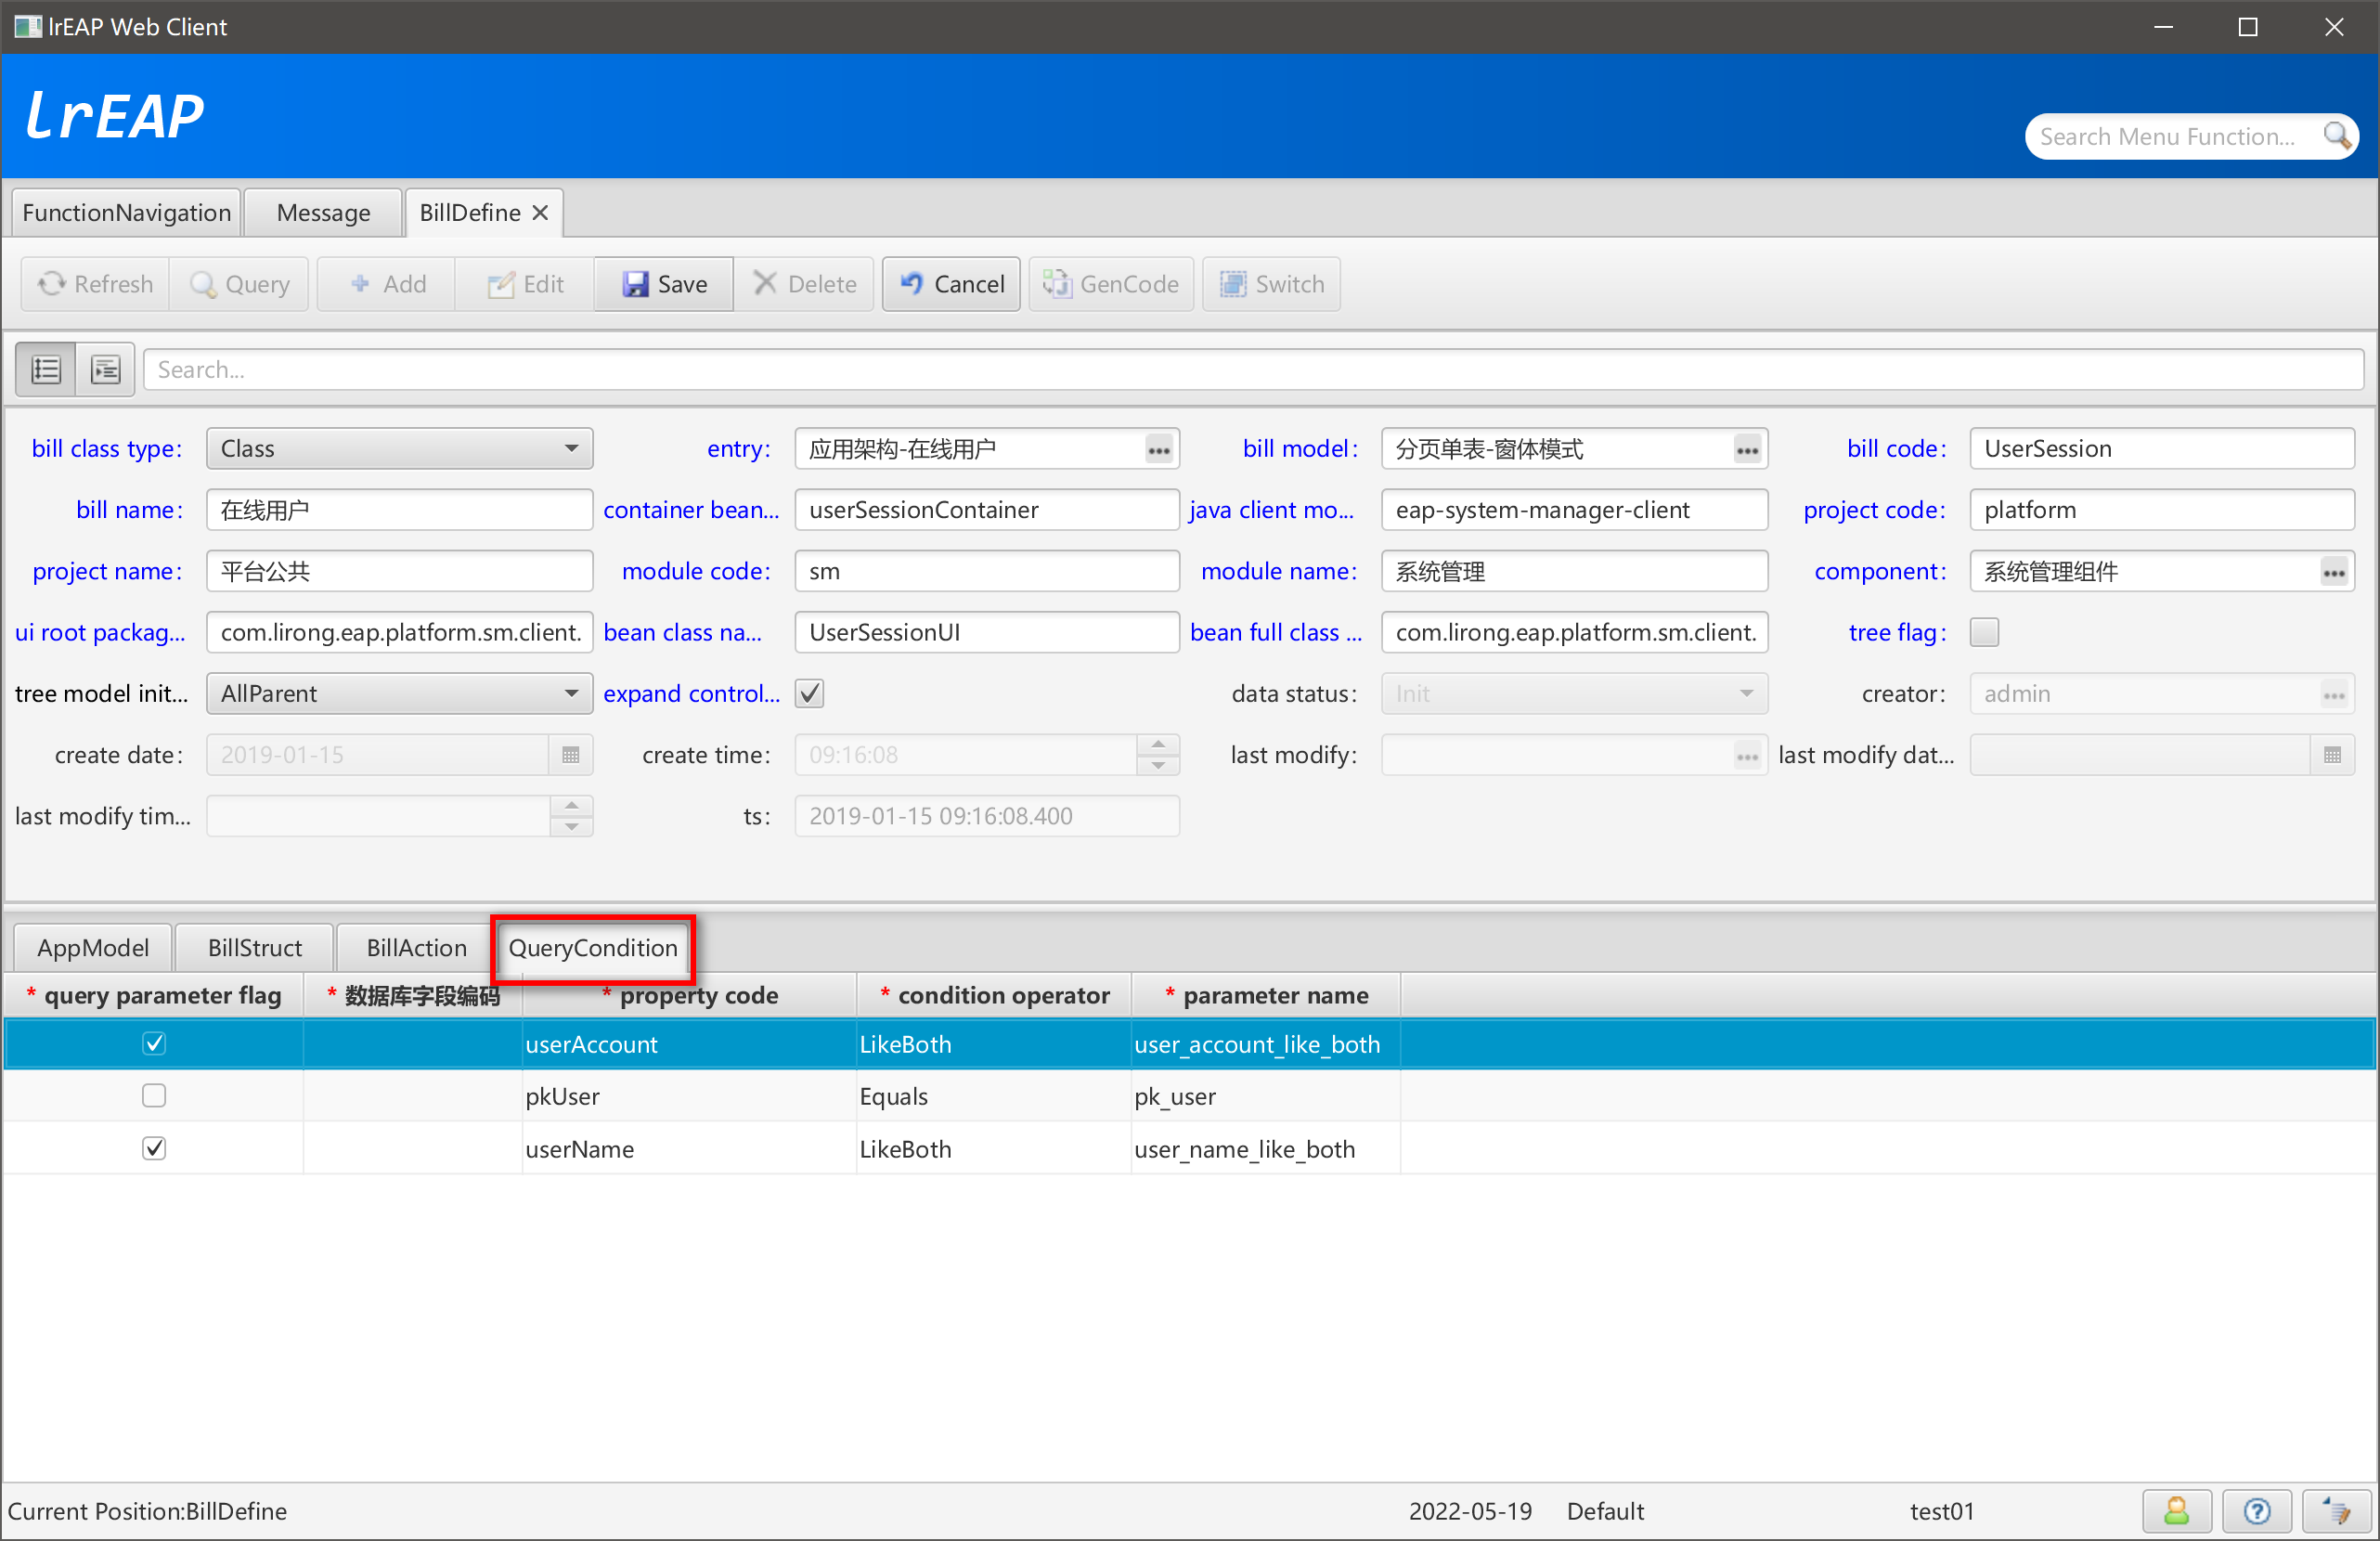 lrEAP Web Client
lrEAP
Search Menu Function...
FunctionNavigation Message BillDefine
Refresh Query Add Edit Save Delete Cancel GenCode Switch
Search...
bill class type: Class entry: 应用架构-在线用户 bill model: 分页单表-窗体模式 bill code: UserSession
bill name: 在线用户 container bean... userSessionContainer java client mo... eap-system-manager-client project code: platform
project name: 平台公共 module code: sm module name: 系统管理 component: 系统管理组件
ui root packag... com.lirong.eap.platform.sm.client. bean class na... UserSessionUI bean full class ... com.lirong.eap.platform.sm.client. tree flag:
tree model init... AllParent expand control... data status: Init creator: admin
create date: 2019-01-15 create time: 09:16:08 last modify: last modify dat...
last modify tim... ts: 2019-01-15 09:16:08.400
AppModel BillStruct BillAction QueryCondition
* query parameter flag * 数据库字段编码 * property code * condition operator * parameter name
userAccount LikeBoth user_account_like_both
pkUser Equals pk_user
userName LikeBoth user_name_like_both
Current Position:BillDefine 2022-05-19 Default test01